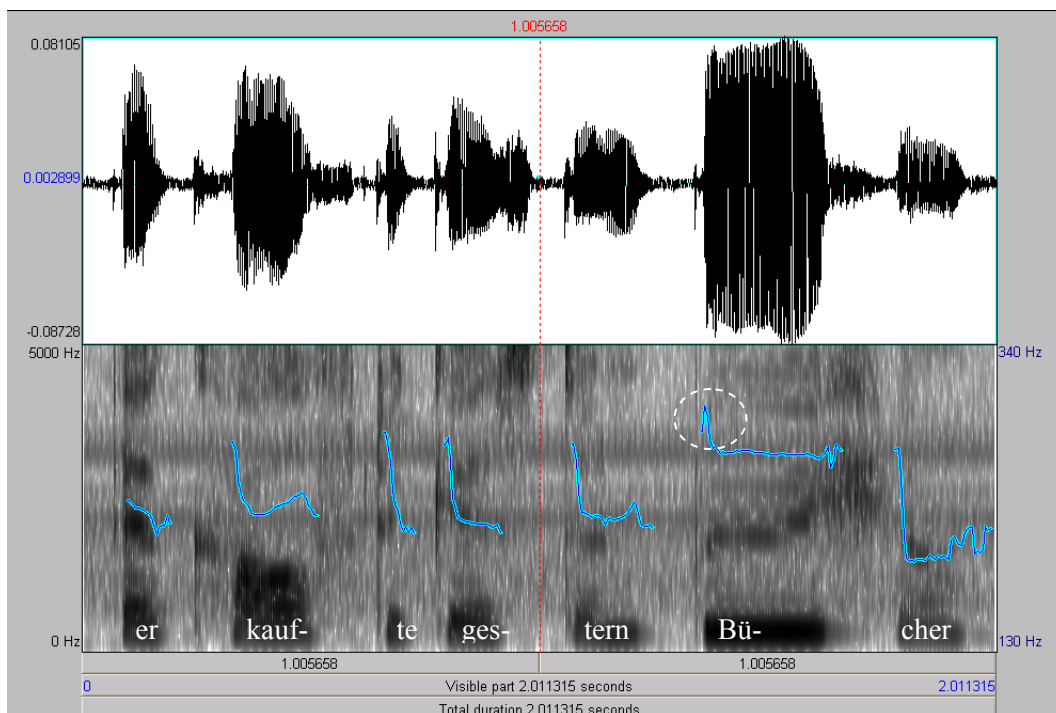 1.005658
0.08105
0.002899
-0.08728
5000 Hz
340 Hz
er kauf- te ges- tern Bü- cher
0 Hz
130 Hz
1.005658 1.005658
0 Visible part 2.011315 seconds 2.011315
Total duration 2.011315 seconds